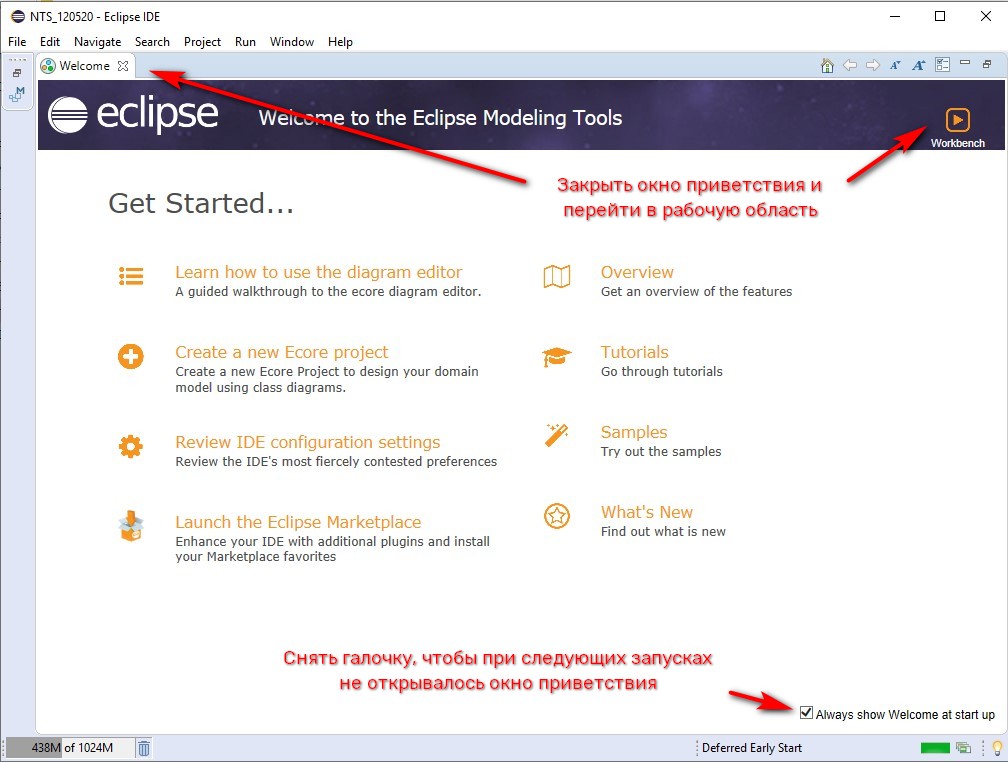 NTS_120520 - Eclipse IDE
File Edit Navigate Search Project Run Window Help
Welcome
eclipse
Welcome to the Eclipse Modeling Tools
Workbench
Закрыть окно приветствия и
перейти в рабочую область
Get Started...
Learn how to use the diagram editor
A guided walkthrough to the ecore diagram editor.
Overview
Get an overview of the features
Create a new Ecore project
Create a new Ecore Project to design your domain
model using class diagrams.
Tutorials
Go through tutorials
Review IDE configuration settings
Review the IDE's most fiercely contested preferences
Samples
Try out the samples
Launch the Eclipse Marketplace
Enhance your IDE with additional plugins and install
your Marketplace favorites
What's New
Find out what is new
Снять галочку, чтобы при следующих запусках
не открывалось окно приветствия
Always show Welcome at start up
438M of 1024M
Deferred Early Start